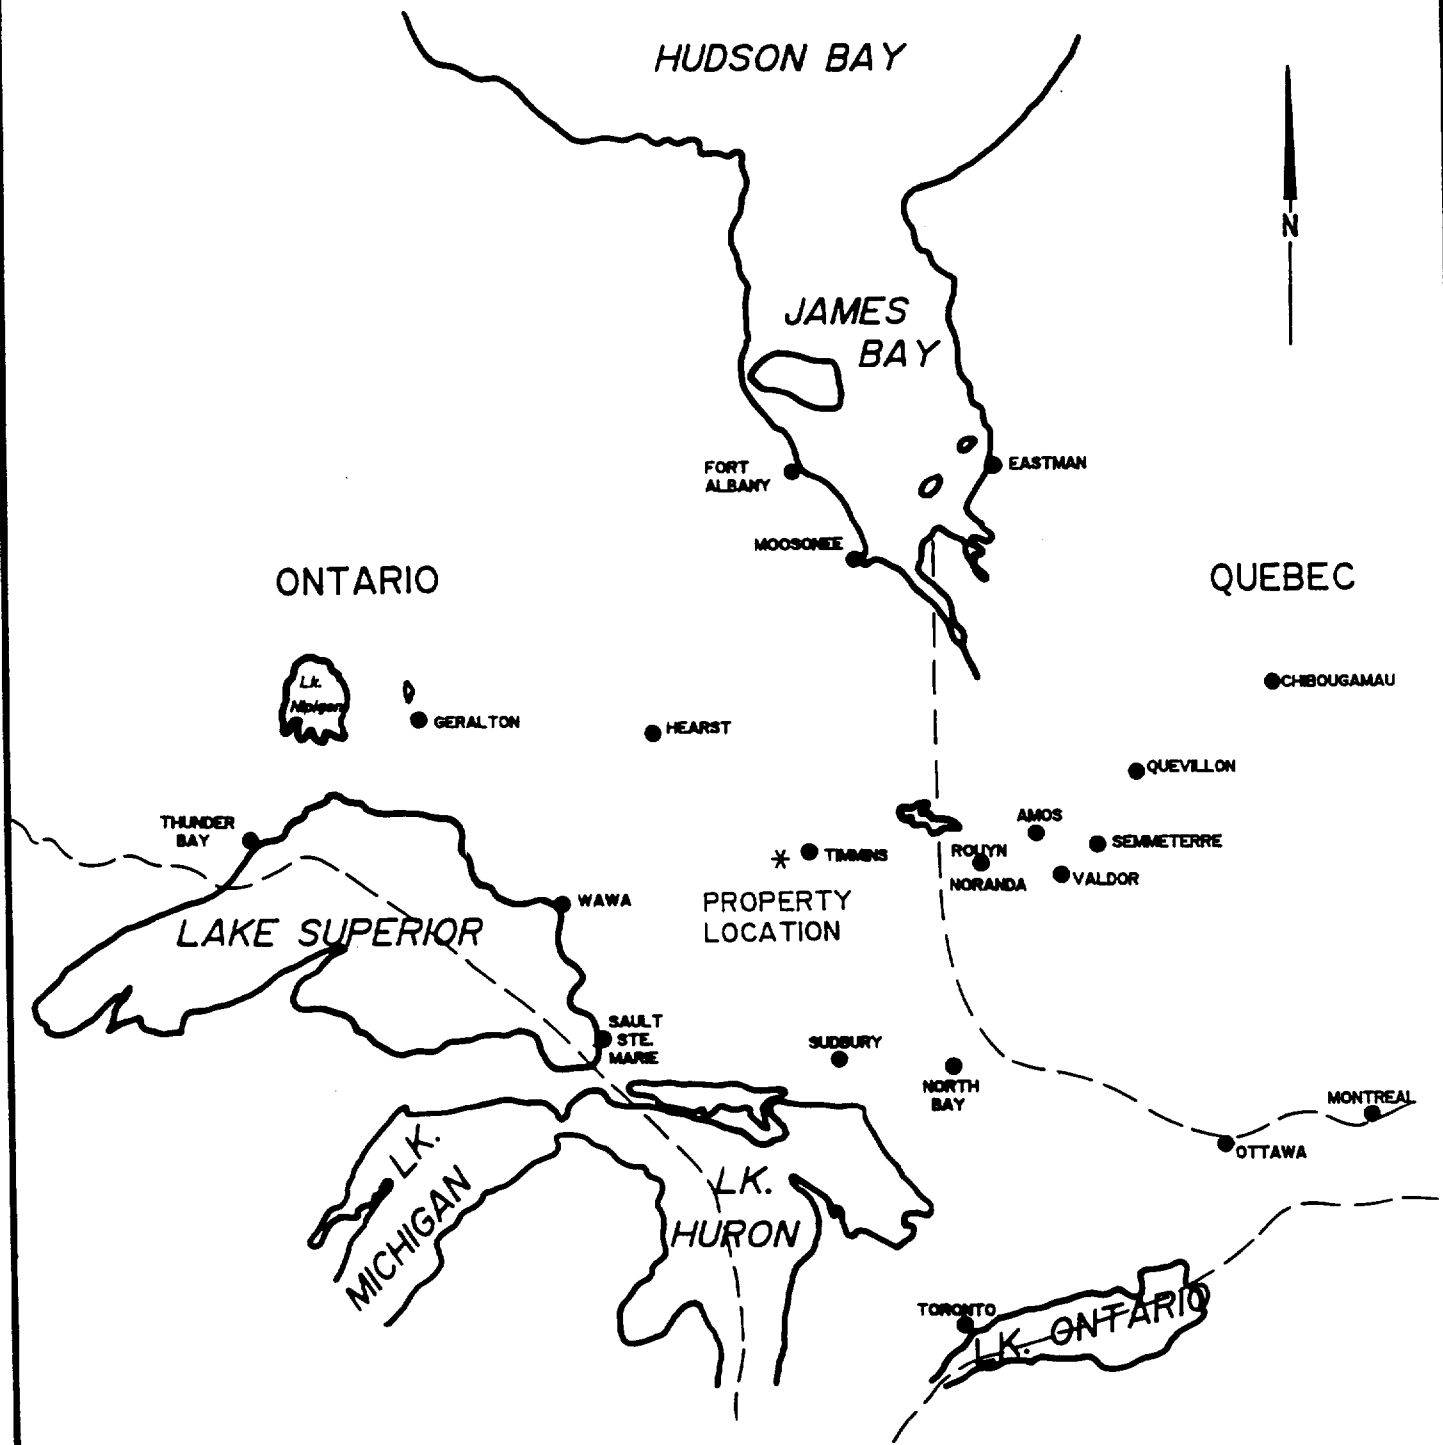 HUDSON BAY
N
JAMES
BAY
FORT
ALBANY
EASTMAN
MOOSONEE
ONTARIO
QUEBEC
Lk.
Nipigon
GERALTON
HEARST
CHIBOUGAMAU
QUEVILLON
THUNDER
BAY
AMOS
TIMMINS
ROUYN
NORANDA
SEMMETERRE
VALDOR
WAWA
PROPERTY
LOCATION
LAKE SUPERIOR
SAULT
STE.
MARIE
SUDBURY
NORTH
BAY
MONTREAL
OTTAWA
LK.
MICHIGAN
LK.
HURON
TORONTO
LK. ONTARIO